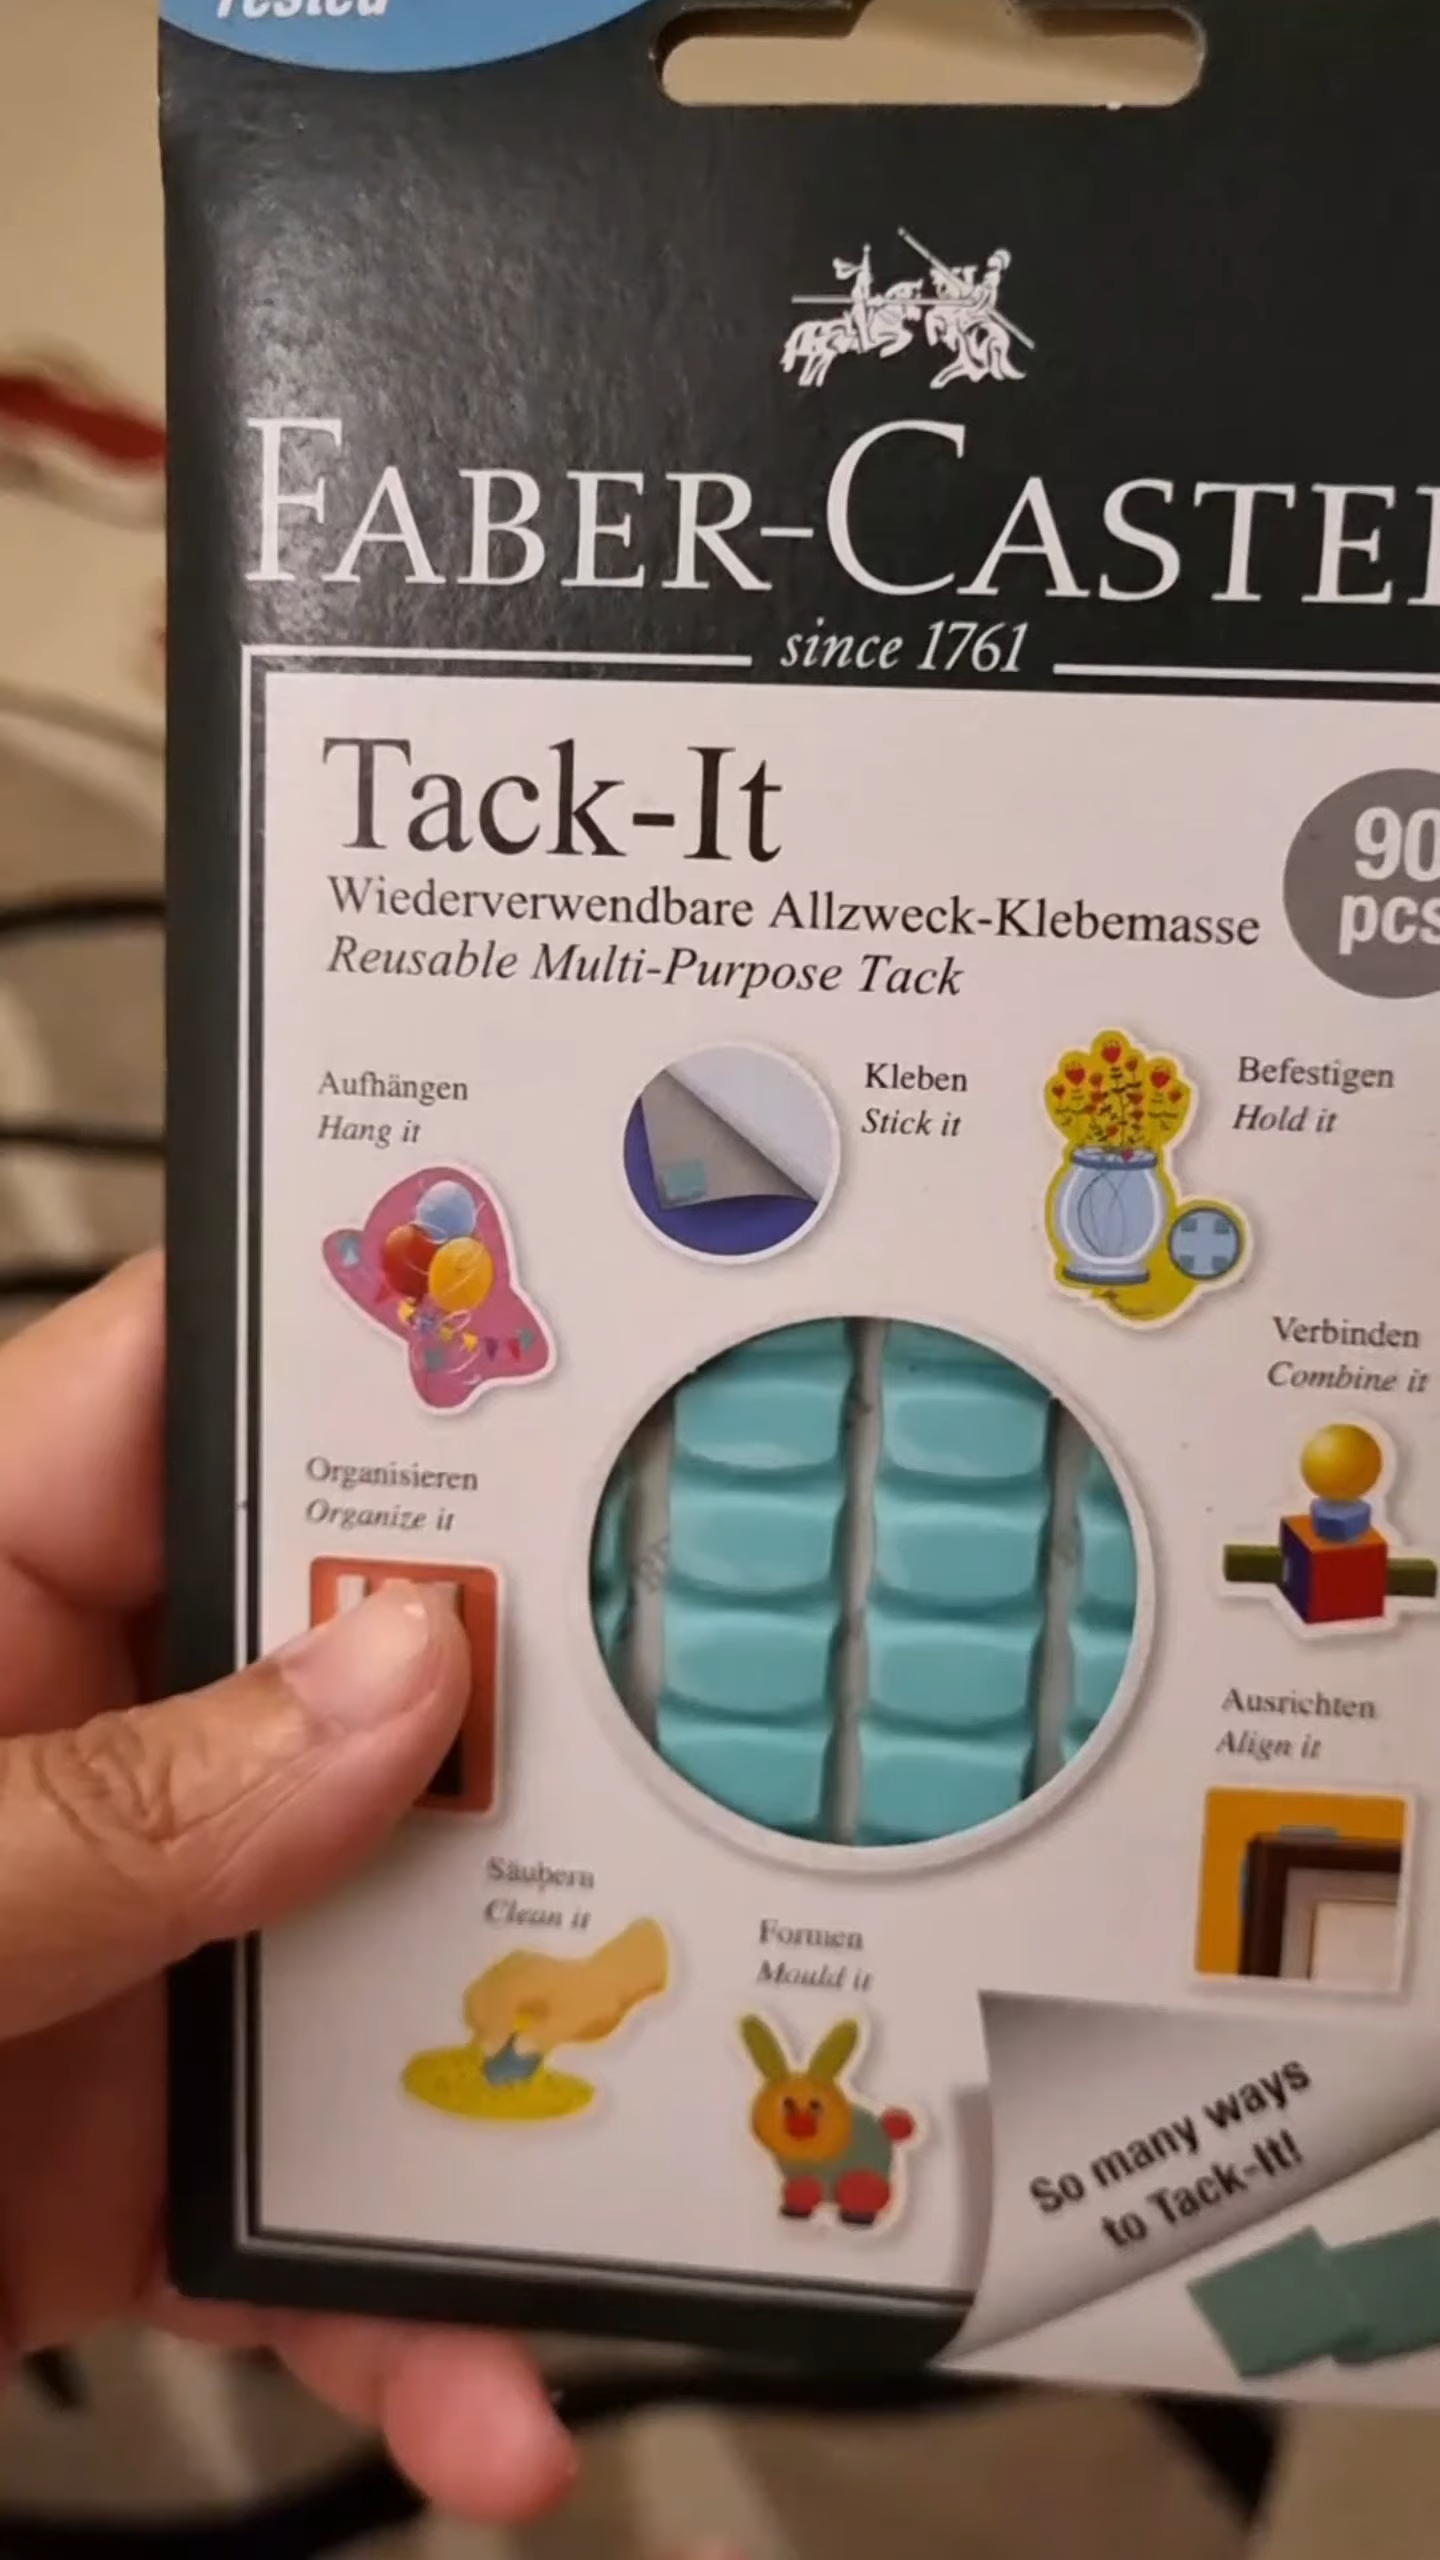 Tested
FABER-CASTEL
since 1761
Tack-It
90
pcs
Wiederverwendbare Allzweck-Klebemasse
Reusable Multi-Purpose Tack
Aufhängen
Hang it
Kleben
Stick it
Befestigen
Hold it
Verbinden
Combine it
Organisieren
Organize it
Ausrichten
Align it
Säubern
Clean it
Formen
Mould it
So many ways
to Tack-It!